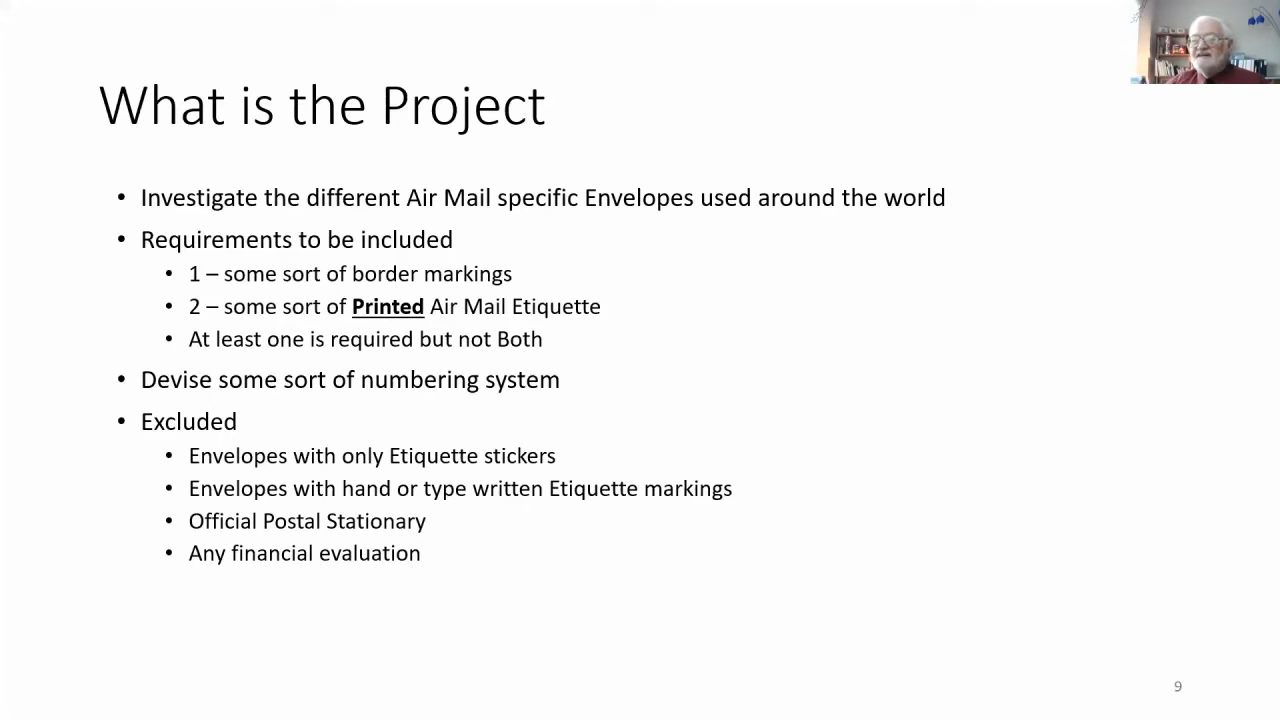 What is the Project
• Investigate the different Air Mail specific Envelopes used around the world
• Requirements to be included
• 1 – some sort of border markings
• 2 – some sort of Printed Air Mail Etiquette
• At least one is required but not Both
• Devise some sort of numbering system
• Excluded
• Envelopes with only Etiquette stickers
• Envelopes with hand or type written Etiquette markings
• Official Postal Stationary
• Any financial evaluation
9